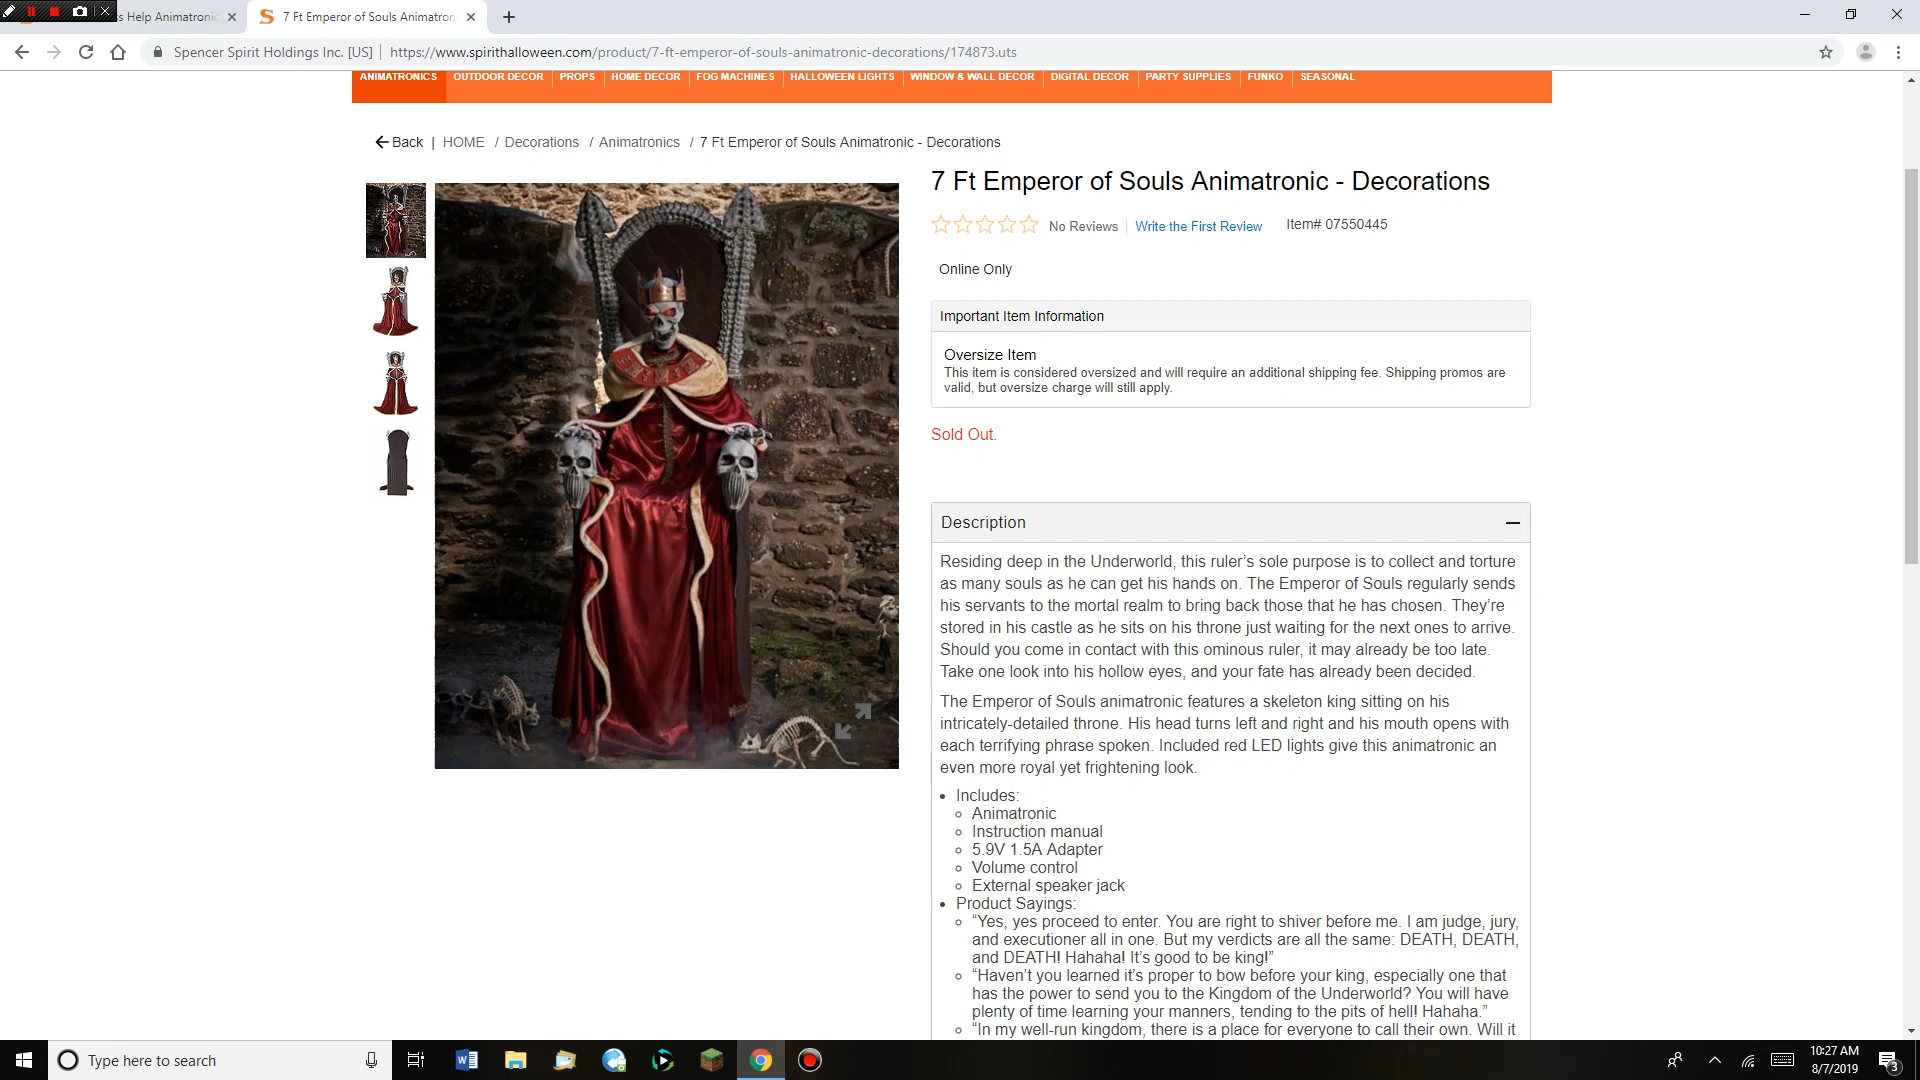 s Help Animatronic
7 Ft Emperor of Souls Animatron
Spencer Spirit Holdings Inc. [US] | https://www.spirithalloween.com/product/7-ft-emperor-of-souls-animatronic-decorations/174873.uts
ANIMATRONICS | OUTDOOR DECOR | PROPS | HOME DECOR | FOG MACHINES | HALLOWEEN LIGHTS | WINDOW & WALL DECOR | DIGITAL DECOR | PARTY SUPPLIES | FUNKO | SEASONAL
Back | HOME / Decorations / Animatronics / 7 Ft Emperor of Souls Animatronic - Decorations
7 Ft Emperor of Souls Animatronic - Decorations
No Reviews | Write the First Review Item# 07550445
Online Only
Important Item Information
Oversize Item
This item is considered oversized and will require an additional shipping fee. Shipping promos are
valid, but oversize charge will still apply.
Sold Out.
Description
Residing deep in the Underworld, this ruler’s sole purpose is to collect and torture
as many souls as he can get his hands on. The Emperor of Souls regularly sends
his servants to the mortal realm to bring back those that he has chosen. They’re
stored in his castle as he sits on his throne just waiting for the next ones to arrive.
Should you come in contact with this ominous ruler, it may already be too late.
Take one look into his hollow eyes, and your fate has already been decided.
The Emperor of Souls animatronic features a skeleton king sitting on his
intricately-detailed throne. His head turns left and right and his mouth opens with
each terrifying phrase spoken. Included red LED lights give this animatronic an
even more royal yet frightening look.
Includes:
Animatronic
Instruction manual
5.9V 1.5A Adapter
Volume control
External speaker jack
Product Sayings:
“Yes, yes proceed to enter. You are right to shiver before me. I am judge, jury,
and executioner all in one. But my verdicts are all the same: DEATH, DEATH,
and DEATH! Hahaha! It’s good to be king!”
“Haven’t you learned it’s proper to bow before your king, especially one that
has the power to send you to the Kingdom of the Underworld? You will have
plenty of time learning your manners, tending to the pits of hell! Hahaha.”
“In my well-run kingdom, there is a place for everyone to call their own. Will it
Type here to search
10:27 AM
8/7/2019
3